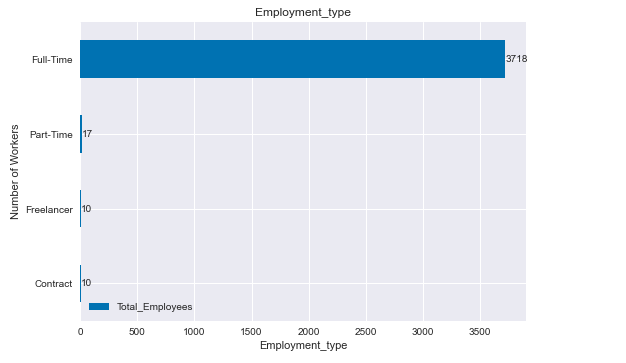 Employment_type
Full-Time
3718
Part-Time
17
Number of Workers
Freelancer
10
Contract
10
Total_Employees
0 500 1000 1500 2000 2500 3000 3500
Employment_type